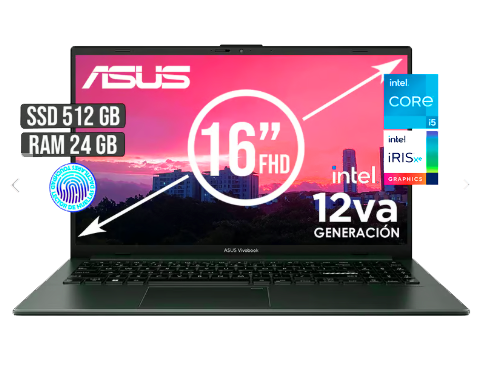 ASUS
SSD 512 GB
RAM 24 GB
16”
FHD
intel
CORE
i5
intel
iRIS xe
GRAPHICS
intel
12va
GENERACIÓN
ASUS Vivobook